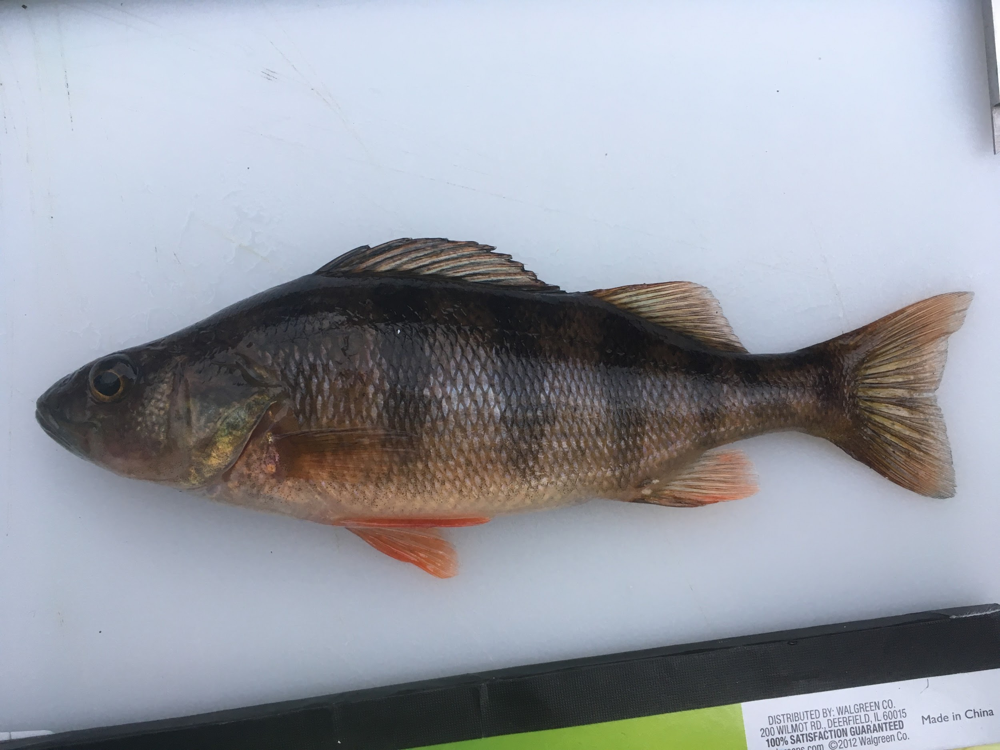 DISTRIBUTED BY: WALGREEN CO.
200 WILMOT RD., DEERFIELD, IL 60015
100% SATISFACTION GUARANTEED
©2012 Walgreen Co.
Made in China